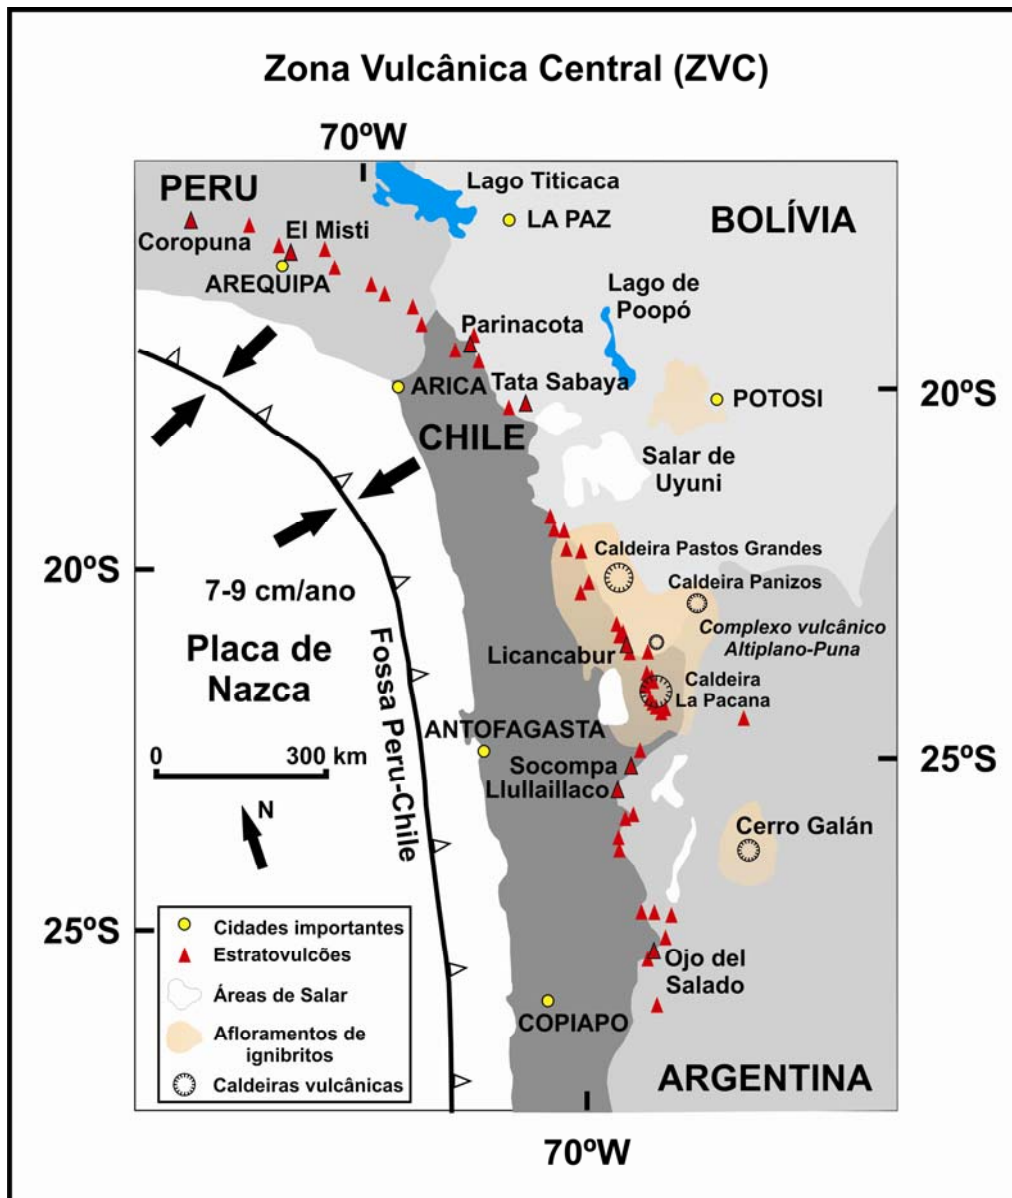 Zona Vulcânica Central (ZVC)
70ºW
PERU
Lago Titicaca
LA PAZ
BOLÍVIA
Coropuna
El Misti
AREQUIPA
Lago de
Poopó
Parinacota
ARICA
Tata Sabaya
20ºS
POTOSI
CHILE
Salar de
Uyuni
20ºS
7-9 cm/ano
Caldeira Pastos Grandes
Caldeira Panizos
Complexo vulcânico
Altiplano-Puna
Placa de
Nazca
Fossa Peru-Chile
Licancabur
Caldeira
La Pacana
ANTOFAGASTA
0 300 km
25ºS
Socompa
Llullaillaco
N
Cerro Galán
25ºS
Cidades importantes
Estratovulcões
Áreas de Salar
Afloramentos de
ignibritos
Caldeiras vulcânicas
Ojo del
Salado
COPIAPO
ARGENTINA
70ºW